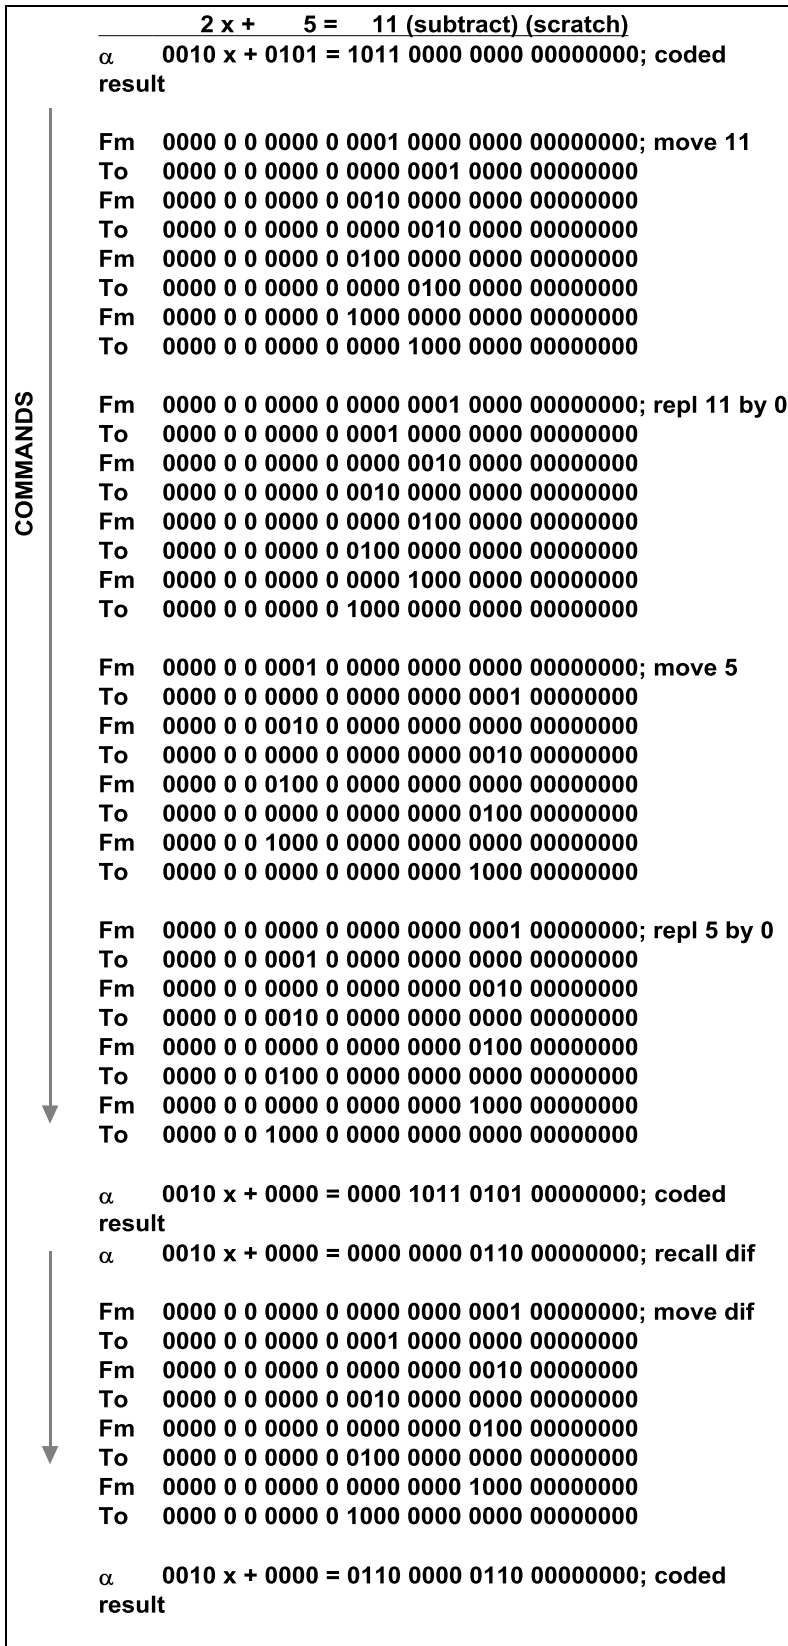 2 x + 5 = 11 (subtract) (scratch)
α 0010 x + 0101 = 1011 0000 0000 00000000; coded
result
Fm 0000 0 0 0000 0 0001 0000 0000 00000000; move 11
To 0000 0 0 0000 0 0000 0001 0000 00000000
Fm 0000 0 0 0000 0 0010 0000 0000 00000000
To 0000 0 0 0000 0 0000 0010 0000 00000000
Fm 0000 0 0 0000 0 0100 0000 0000 00000000
To 0000 0 0 0000 0 0000 0100 0000 00000000
Fm 0000 0 0 0000 0 1000 0000 0000 00000000
To 0000 0 0 0000 0 0000 1000 0000 00000000
COMMANDS
Fm 0000 0 0 0000 0 0000 0001 0000 00000000; repl 11 by 0
To 0000 0 0 0000 0 0001 0000 0000 00000000
Fm 0000 0 0 0000 0 0000 0010 0000 00000000
To 0000 0 0 0000 0 0010 0000 0000 00000000
Fm 0000 0 0 0000 0 0000 0100 0000 00000000
To 0000 0 0 0000 0 0100 0000 0000 00000000
Fm 0000 0 0 0000 0 0000 1000 0000 00000000
To 0000 0 0 0000 0 1000 0000 0000 00000000
Fm 0000 0 0 0001 0 0000 0000 0000 00000000; move 5
To 0000 0 0 0000 0 0000 0000 0001 00000000
Fm 0000 0 0 0010 0 0000 0000 0000 00000000
To 0000 0 0 0000 0 0000 0000 0010 00000000
Fm 0000 0 0 0100 0 0000 0000 0000 00000000
To 0000 0 0 0000 0 0000 0000 0100 00000000
Fm 0000 0 0 1000 0 0000 0000 0000 00000000
To 0000 0 0 0000 0 0000 0000 1000 00000000
Fm 0000 0 0 0000 0 0000 0000 0001 00000000; repl 5 by 0
To 0000 0 0 0001 0 0000 0000 0000 00000000
Fm 0000 0 0 0000 0 0000 0000 0010 00000000
To 0000 0 0 0010 0 0000 0000 0000 00000000
Fm 0000 0 0 0000 0 0000 0000 0100 00000000
To 0000 0 0 0100 0 0000 0000 0000 00000000
Fm 0000 0 0 0000 0 0000 0000 1000 00000000
To 0000 0 0 1000 0 0000 0000 0000 00000000
α 0010 x + 0000 = 0000 1011 0101 00000000; coded
result
α 0010 x + 0000 = 0000 0000 0110 00000000; recall dif
Fm 0000 0 0 0000 0 0000 0000 0001 00000000; move dif
To 0000 0 0 0000 0 0001 0000 0000 00000000
Fm 0000 0 0 0000 0 0000 0000 0010 00000000
To 0000 0 0 0000 0 0010 0000 0000 00000000
Fm 0000 0 0 0000 0 0000 0000 0100 00000000
To 0000 0 0 0000 0 0100 0000 0000 00000000
Fm 0000 0 0 0000 0 0000 0000 1000 00000000
To 0000 0 0 0000 0 1000 0000 0000 00000000
α 0010 x + 0000 = 0110 0000 0110 00000000; coded
result